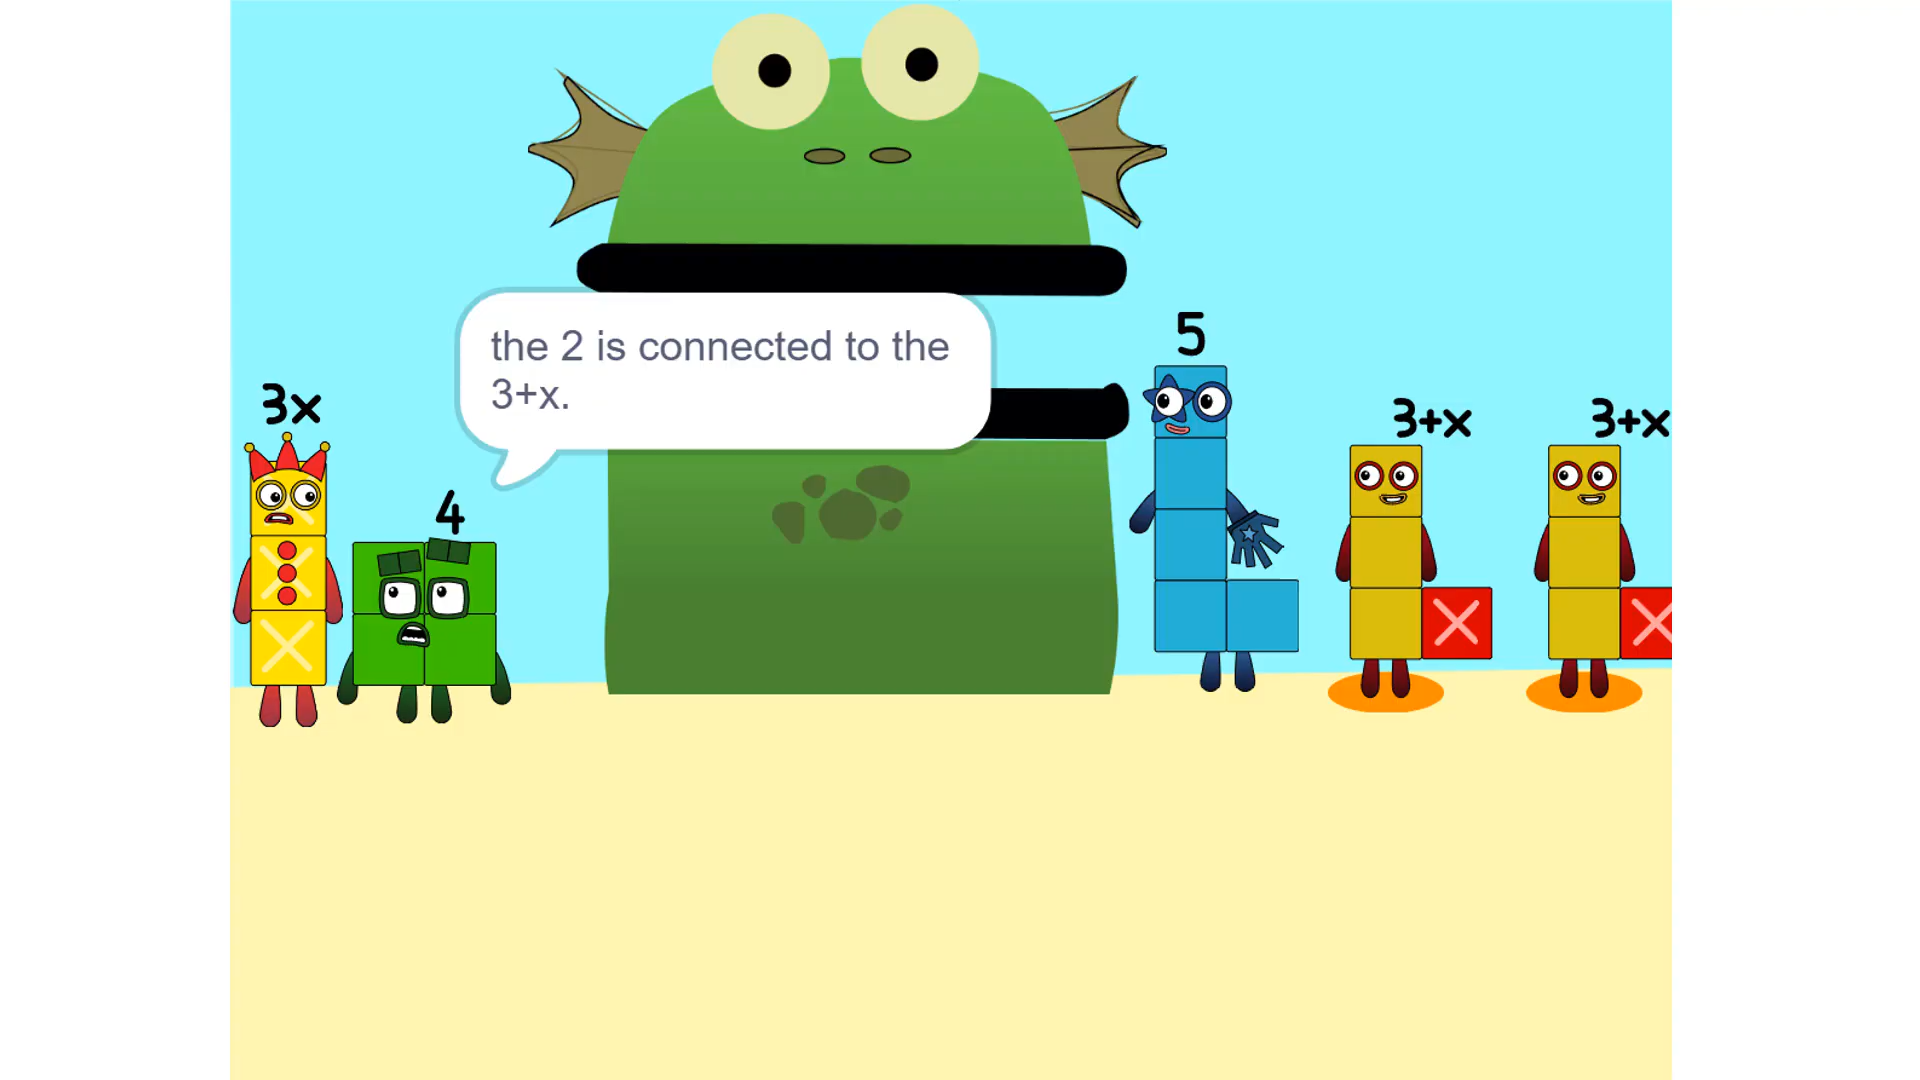 the 2 is connected to the
3+x.
5
3x
3+x
3+x
4